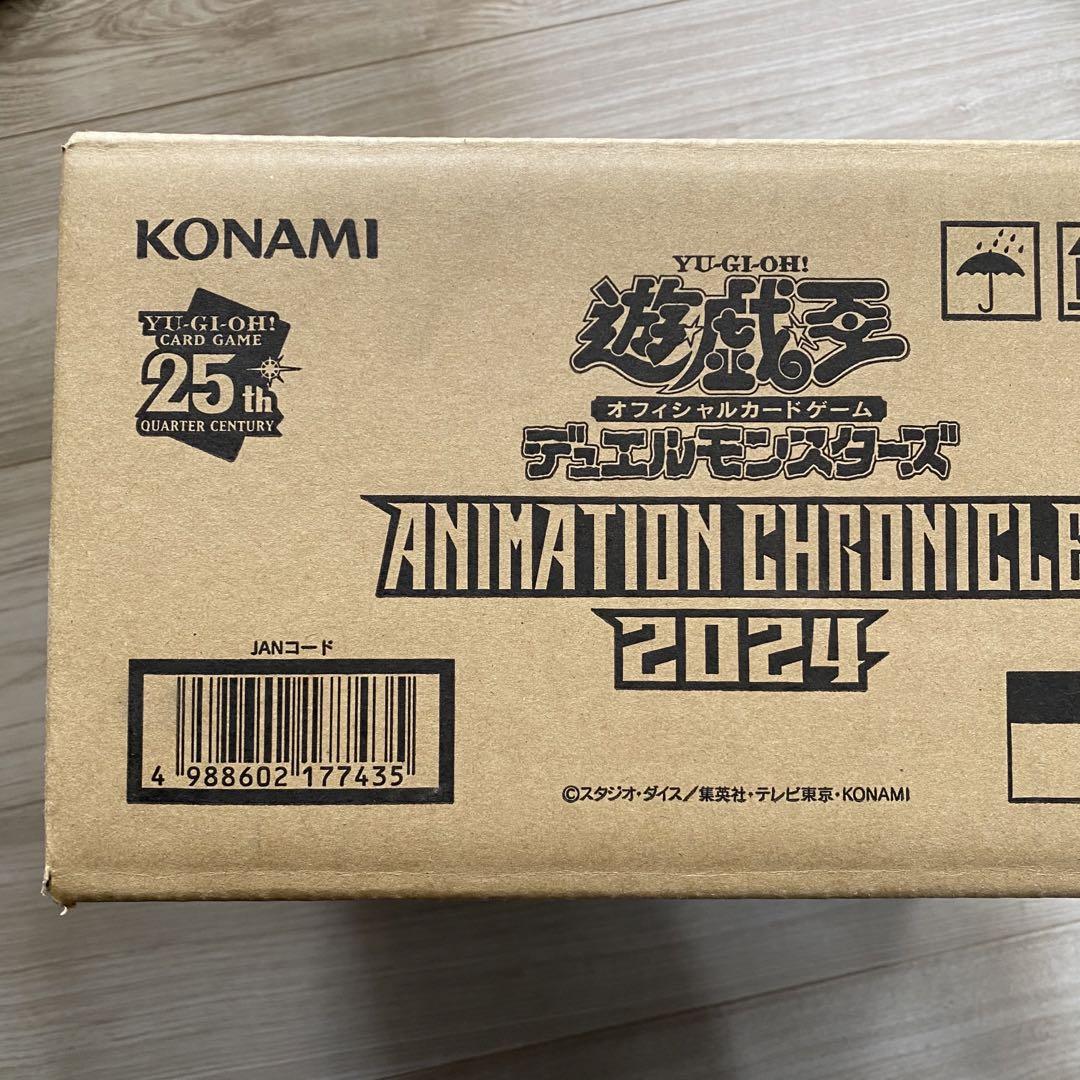 KONAMI
YU-GI-OH!
CARD GAME
25th
QUARTER CENTURY
YU-GI-OH!
遊☆戯☆王
オフィシャルカードゲーム
デュエルモンスターズ
ANIMATION CHRONICLE
2024
JANコード
4 988602 177435
©スタジオ・ダイス/集英社・テレビ東京・KONAMI